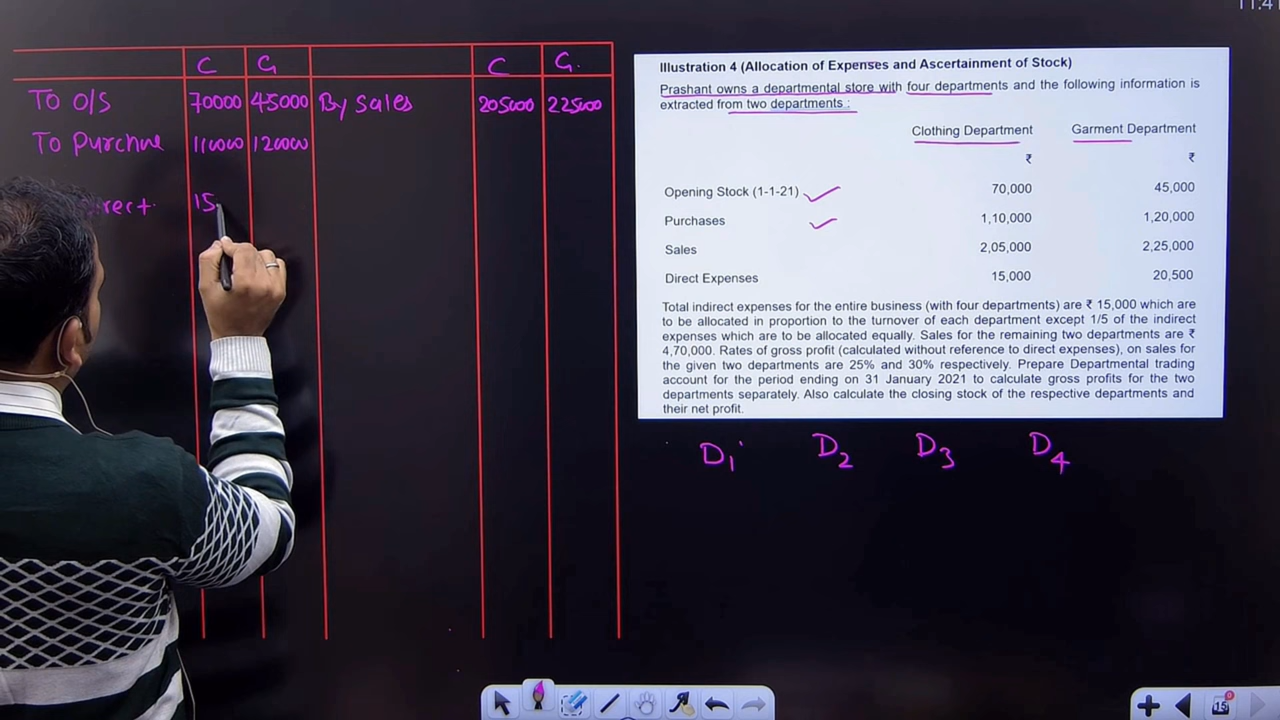 11:41
C G C G.
To O/S 70000 45000 By Sales 205000 225000
To Purchase 110000 120000
15
Illustration 4 (Allocation of Expenses and Ascertainment of Stock)
Prashant owns a departmental store with four departments and the following information is
extracted from two departments :
Clothing Department Garment Department
₹ ₹
Opening Stock (1-1-21) 70,000 45,000
Purchases 1,10,000 1,20,000
Sales 2,05,000 2,25,000
Direct Expenses 15,000 20,500
Total indirect expenses for the entire business (with four departments) are ₹ 15,000 which are
to be allocated in proportion to the turnover of each department except 1/5 of the indirect
expenses which are to be allocated equally. Sales for the remaining two departments are ₹
4,70,000. Rates of gross profit (calculated without reference to direct expenses), on sales for
the given two departments are 25% and 30% respectively. Prepare Departmental trading
account for the period ending on 31 January 2021 to calculate gross profits for the two
departments separately. Also calculate the closing stock of the respective departments and
their net profit.
D1 D2 D3 D4
15